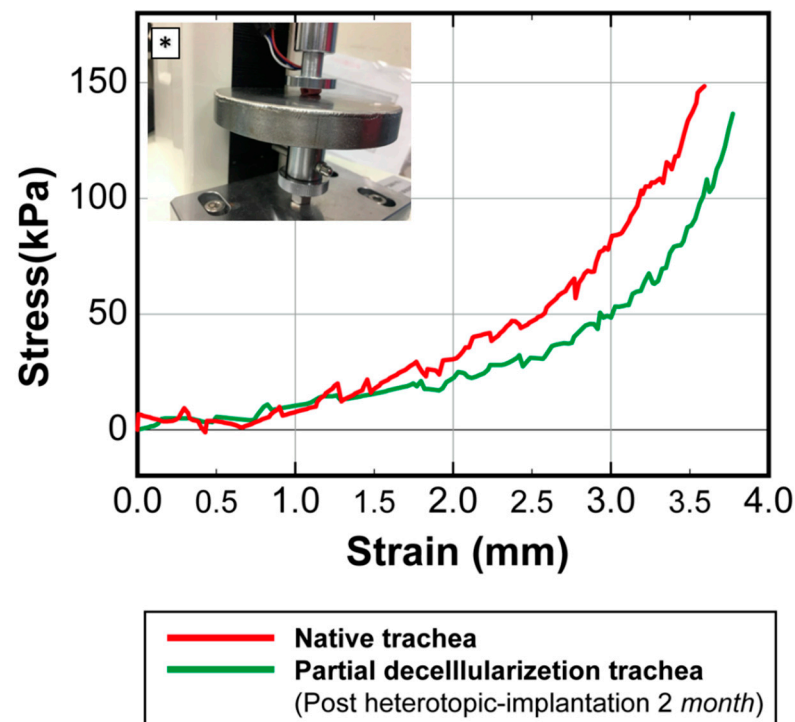 *
150
100
50
0
Stress(kPa)
0.0 0.5 1.0 1.5 2.0 2.5 3.0 3.5 4.0
Strain (mm)
Native trachea
Partial decelllularizetion trachea
(Post heterotopic-implantation 2 month)